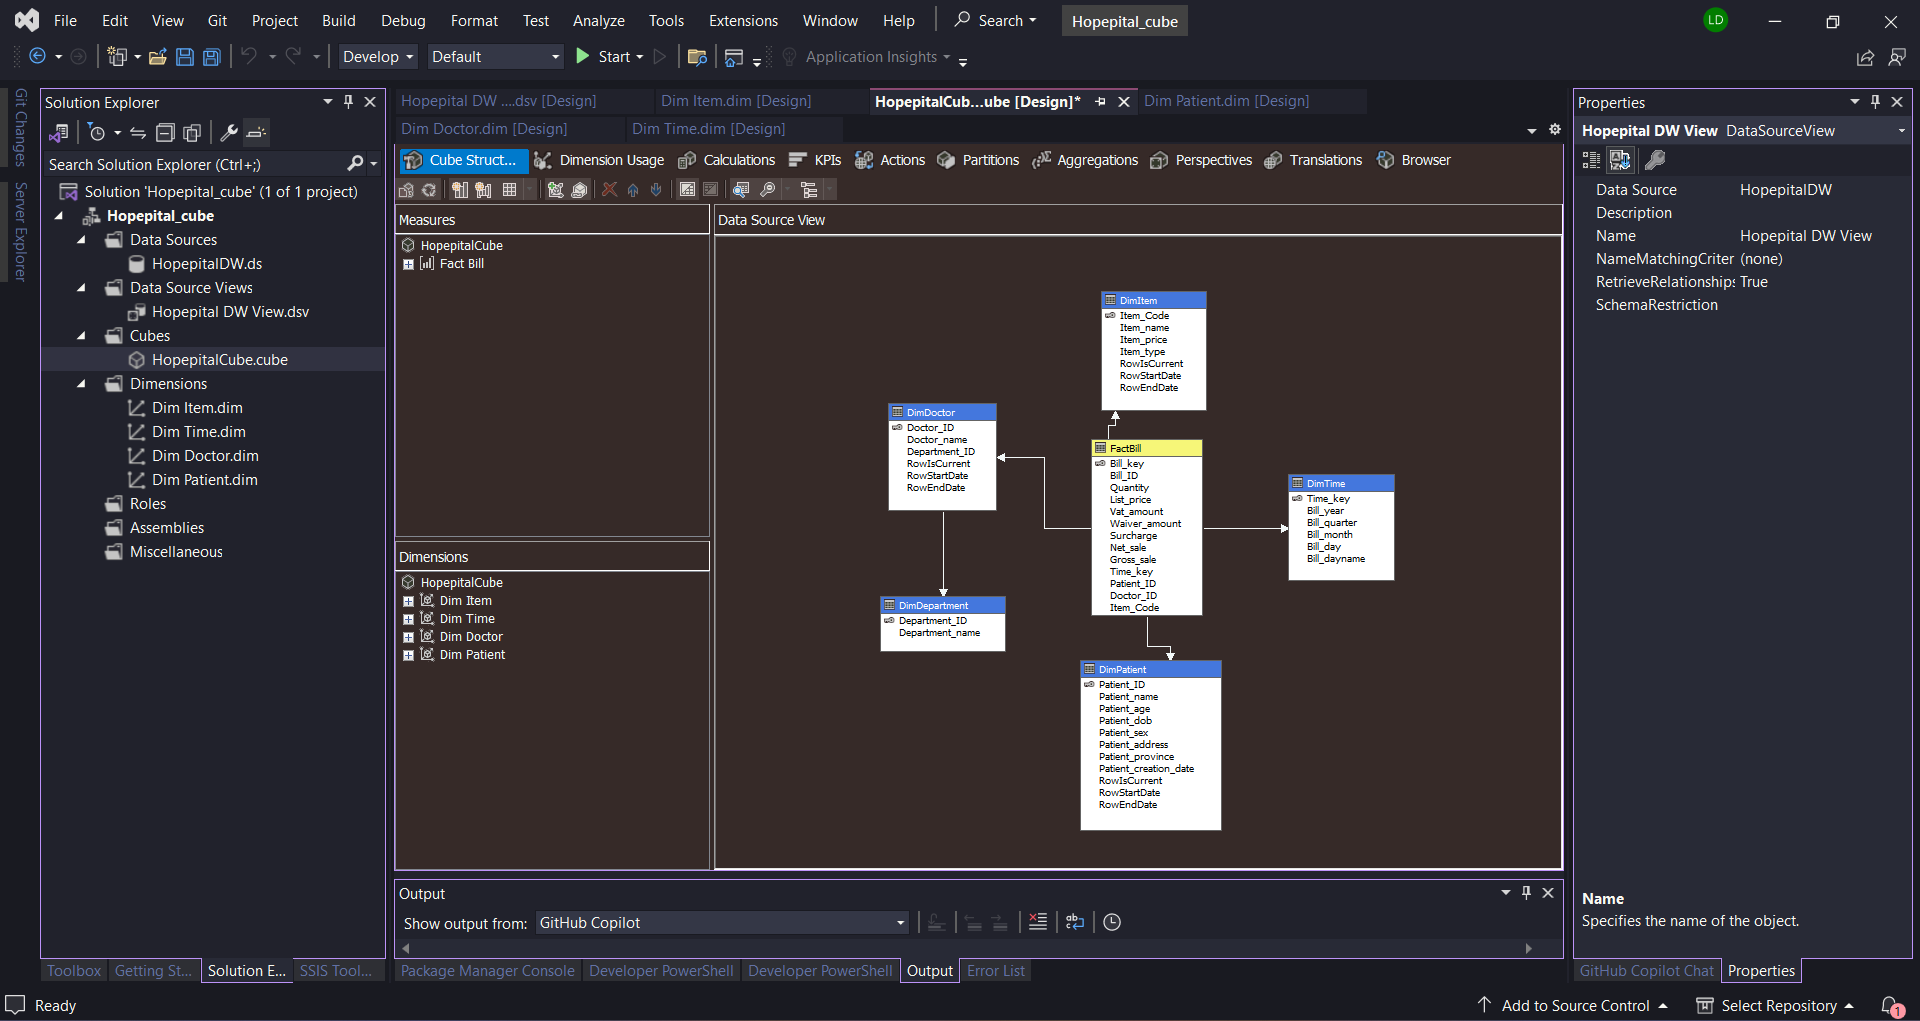 File Edit View Git Project Build Debug Format Test Analyze Tools Extensions Window Help Search Hopepital_cube LD
Develop Default Start Application Insights
Git Changes
Server Explorer
Solution Explorer
Search Solution Explorer (Ctrl+;)
Solution 'Hopepital_cube' (1 of 1 project)
Hopepital_cube
Data Sources
HopepitalDW.ds
Data Source Views
Hopepital DW View.dsv
Cubes
HopepitalCube.cube
Dimensions
Dim Item.dim
Dim Time.dim
Dim Doctor.dim
Dim Patient.dim
Roles
Assemblies
Miscellaneous
Toolbox Getting St... Solution E... SSIS Tool...
Hopepital DW ....dsv [Design] Dim Item.dim [Design] HopepitalCub...ube [Design]* Dim Patient.dim [Design]
Dim Doctor.dim [Design] Dim Time.dim [Design]
Cube Struct... Dimension Usage Calculations KPIs Actions Partitions Aggregations Perspectives Translations Browser
Measures
HopepitalCube
Fact Bill
Dimensions
HopepitalCube
Dim Item
Dim Time
Dim Doctor
Dim Patient
Data Source View
DimItem
Item_Code
Item_name
Item_price
Item_type
RowIsCurrent
RowStartDate
RowEndDate
DimDoctor
Doctor_ID
Doctor_name
Department_ID
RowIsCurrent
RowStartDate
RowEndDate
FactBill
Bill_key
Bill_ID
Quantity
List_price
Vat_amount
Waiver_amount
Surcharge
Net_sale
Gross_sale
Time_key
Patient_ID
Doctor_ID
Item_Code
DimTime
Time_key
Bill_year
Bill_quarter
Bill_month
Bill_day
Bill_dayname
DimDepartment
Department_ID
Department_name
DimPatient
Patient_ID
Patient_name
Patient_age
Patient_dob
Patient_sex
Patient_address
Patient_province
Patient_creation_date
RowIsCurrent
RowStartDate
RowEndDate
Output
Show output from: GitHub Copilot
Package Manager Console Developer PowerShell Developer PowerShell Output Error List
Properties
Hopepital DW View DataSourceView
Data Source HopepitalDW
Description
Name Hopepital DW View
NameMatchingCriter (none)
RetrieveRelationships True
SchemaRestriction
Name
Specifies the name of the object.
GitHub Copilot Chat Properties
Ready Add to Source Control Select Repository 1